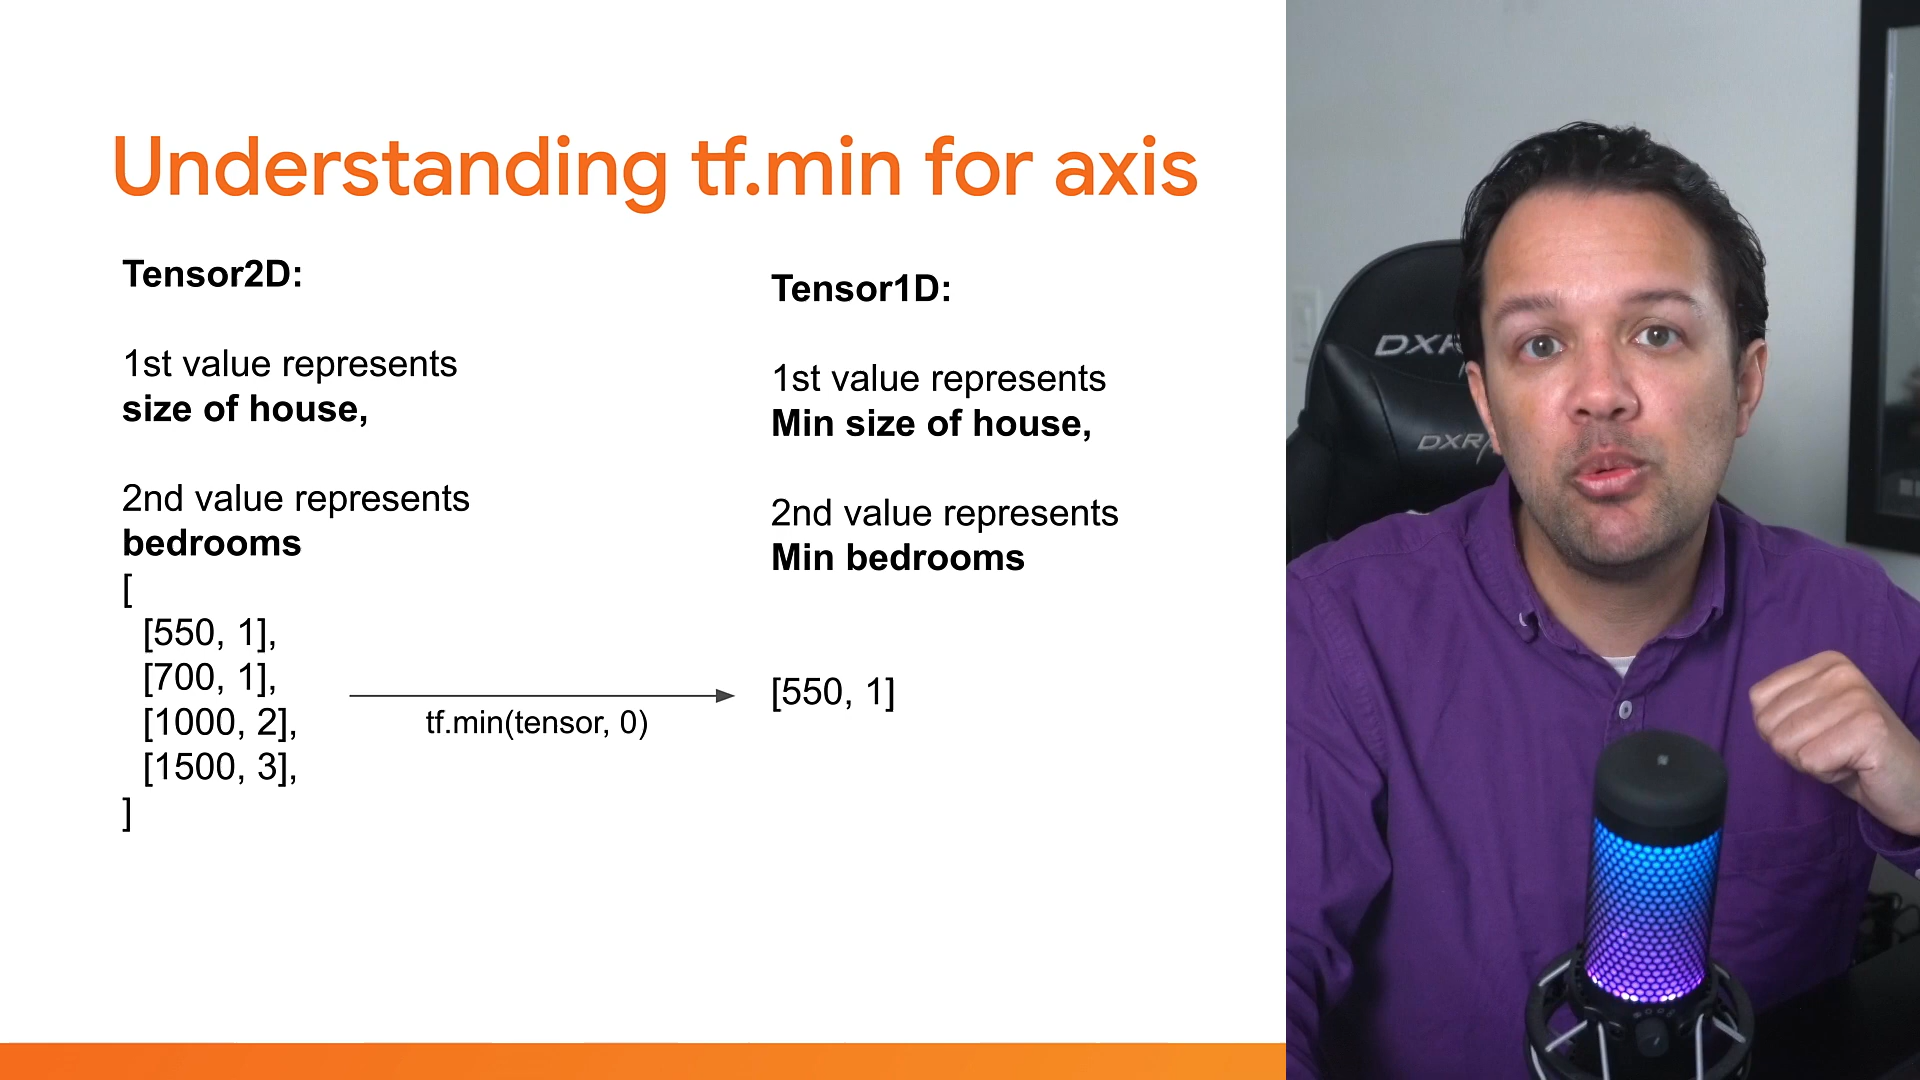 Understanding tf.min for axis
Tensor2D:
1st value represents
size of house,
2nd value represents
bedrooms
[
[550, 1],
[700, 1],
[1000, 2],
[1500, 3],
]
tf.min(tensor, 0)
Tensor1D:
1st value represents
Min size of house,
2nd value represents
Min bedrooms
[550, 1]